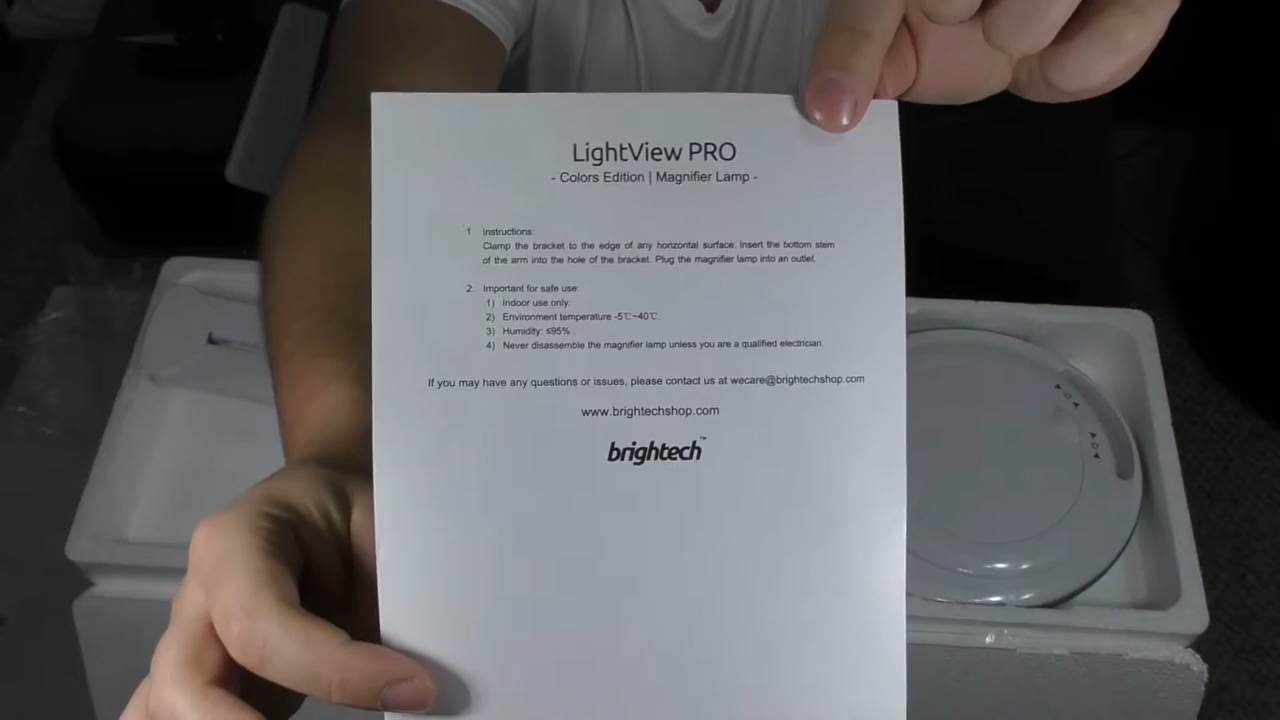 LightView PRO
- Colors Edition | Magnifier Lamp -
1 Instructions:
Clamp the bracket to the edge of any horizontal surface. Insert the bottom stem
of the arm into the hole of the bracket. Plug the magnifier lamp into an outlet.
2. Important for safe use:
1) Indoor use only.
2) Environment temperature -5℃~40℃.
3) Humidity: ≤95% .
4) Never disassemble the magnifier lamp unless you are a qualified electrician.
If you may have any questions or issues, please contact us at wecare@brightechshop.com
www.brightechshop.com
brightech™